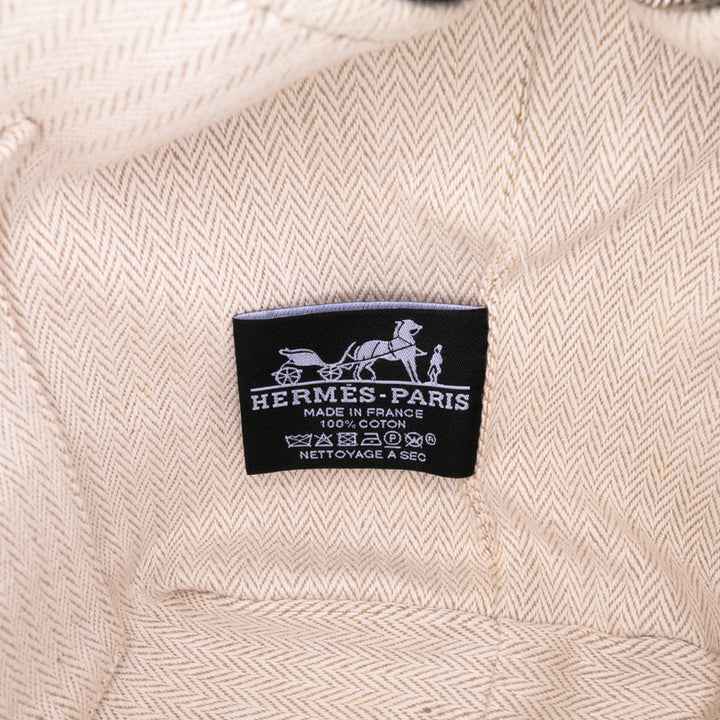 HERMÈS-PARIS
MADE IN FRANCE
100% COTON
NETTOYAGE A SEC